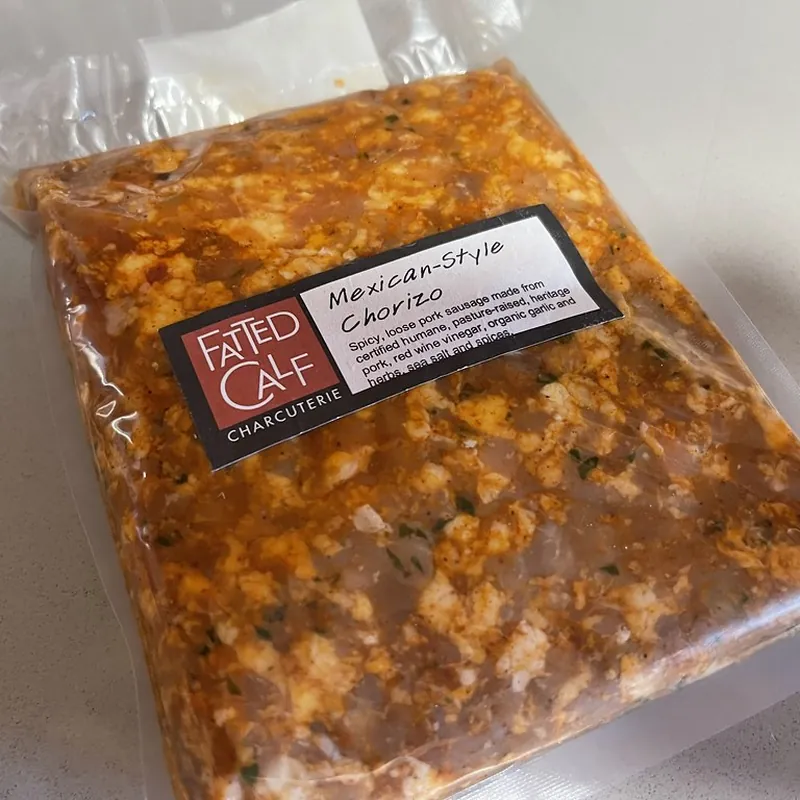 FATTED
CALF
CHARCUTERIE
Mexican-Style
Chorizo
Spicy, loose pork sausage made from
certified humane, pasture-raised, heritage
pork, red wine vinegar, organic garlic and
herbs, sea salt and spices.